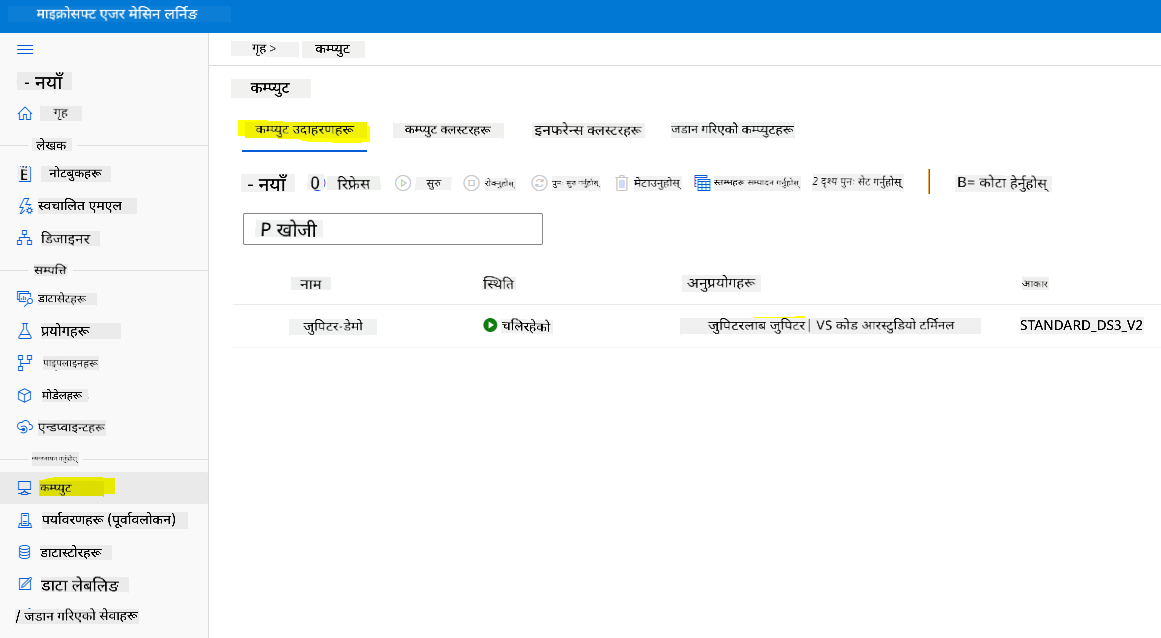 माइक्रोसफ्ट एजर मेसिन लर्निङ
- नयाँ
गृह
लेखक
नोटबुकहरू
स्वचालित एमएल
डिजाइनर
सम्पत्ति
डाटासेटहरू
प्रयोगहरू
पाइपलाइनहरू
मोडेलहरू
एन्डप्वाइन्टहरू
कम्प्युट
पर्यावरणहरू (पूर्वावलोकन)
डाटास्टोरहरू
डाटा लेबलिङ
/ जडान गरिएको सेवाहरू
गृह > कम्प्युट
कम्प्युट
कम्प्युट उदाहरणहरू कम्प्युट क्लस्टरहरू इनफरेन्स क्लस्टरहरू जडान गरिएको कम्प्युटहरू
- नयाँ 0 रिफ्रेस सुरु रोक्नुहोस् पुनः सुरु गर्नुहोस् मेटाउनुहोस् स्तम्भहरू सम्पादन गर्नुहोस् 2 दृश्य पुनः सेट गर्नुहोस् B= कोटा हेर्नुहोस्
P खोजी
नाम स्थिति अनुप्रयोगहरू आकार
जुपिटर-डेमो चलिरहेको जुपिटरलाब जुपिटर| VS कोड आरस्टुडियो टर्मिनल STANDARD_DS3_V2